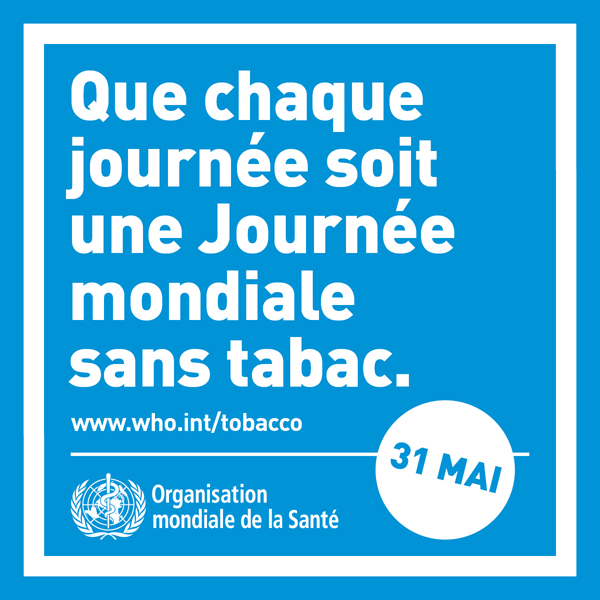 Que chaque
journée soit
une Journée
mondiale
sans tabac.
www.who.int/tobacco
31 MAI
Organisation
mondiale de la Santé